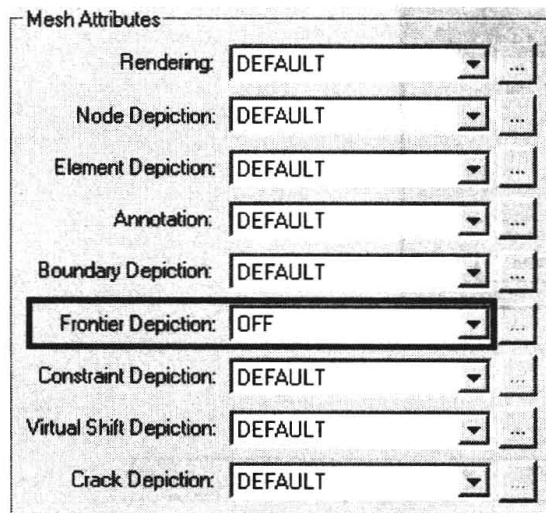 Mesh Attributes
Rendering: DEFAULT ...
Node Depiction: DEFAULT ...
Element Depiction: DEFAULT ...
Annotation: DEFAULT ...
Boundary Depiction: DEFAULT ...
Frontier Depiction: OFF ...
Constraint Depiction: DEFAULT ...
Virtual Shift Depiction: DEFAULT ...
Crack Depiction: DEFAULT ...